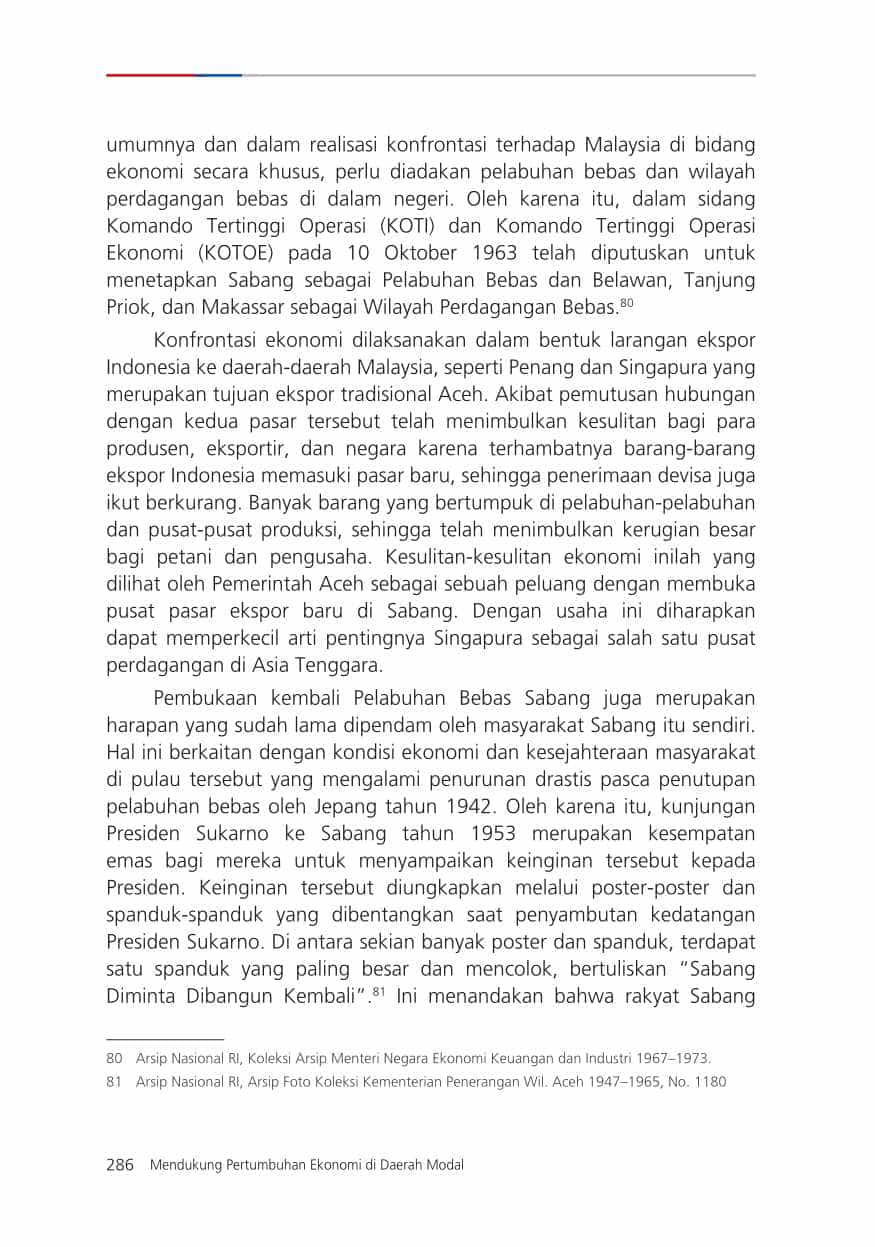 umumnya dan dalam realisasi konfrontasi terhadap Malaysia di bidang
ekonomi secara khusus, perlu diadakan pelabuhan bebas dan wilayah
perdagangan bebas di dalam negeri. Oleh karena itu, dalam sidang
Komando Tertinggi Operasi (KOTI) dan Komando Tertinggi Operasi
Ekonomi (KOTOE) pada 10 Oktober 1963 telah diputuskan untuk
menetapkan Sabang sebagai Pelabuhan Bebas dan Belawan, Tanjung
Priok, dan Makassar sebagai Wilayah Perdagangan Bebas.80
Konfrontasi ekonomi dilaksanakan dalam bentuk larangan ekspor
Indonesia ke daerah-daerah Malaysia, seperti Penang dan Singapura yang
merupakan tujuan ekspor tradisional Aceh. Akibat pemutusan hubungan
dengan kedua pasar tersebut telah menimbulkan kesulitan bagi para
produsen, eksportir, dan negara karena terhambatnya barang-barang
ekspor Indonesia memasuki pasar baru, sehingga penerimaan devisa juga
ikut berkurang. Banyak barang yang bertumpuk di pelabuhan-pelabuhan
dan pusat-pusat produksi, sehingga telah menimbulkan kerugian besar
bagi petani dan pengusaha. Kesulitan-kesulitan ekonomi inilah yang
dilihat oleh Pemerintah Aceh sebagai sebuah peluang dengan membuka
pusat pasar ekspor baru di Sabang. Dengan usaha ini diharapkan
dapat memperkecil arti pentingnya Singapura sebagai salah satu pusat
perdagangan di Asia Tenggara.
Pembukaan kembali Pelabuhan Bebas Sabang juga merupakan
harapan yang sudah lama dipendam oleh masyarakat Sabang itu sendiri.
Hal ini berkaitan dengan kondisi ekonomi dan kesejahteraan masyarakat
di pulau tersebut yang mengalami penurunan drastis pasca penutupan
pelabuhan bebas oleh Jepang tahun 1942. Oleh karena itu, kunjungan
Presiden Sukarno ke Sabang tahun 1953 merupakan kesempatan
emas bagi mereka untuk menyampaikan keinginan tersebut kepada
Presiden. Keinginan tersebut diungkapkan melalui poster-poster dan
spanduk-spanduk yang dibentangkan saat penyambutan kedatangan
Presiden Sukarno. Di antara sekian banyak poster dan spanduk, terdapat
satu spanduk yang paling besar dan mencolok, bertuliskan “Sabang
Diminta Dibangun Kembali”.81 Ini menandakan bahwa rakyat Sabang
80 Arsip Nasional RI, Koleksi Arsip Menteri Negara Ekonomi Keuangan dan Industri 1967–1973.
81 Arsip Nasional RI, Arsip Foto Koleksi Kementerian Penerangan Wil. Aceh 1947–1965, No. 1180
286 Mendukung Pertumbuhan Ekonomi di Daerah Modal